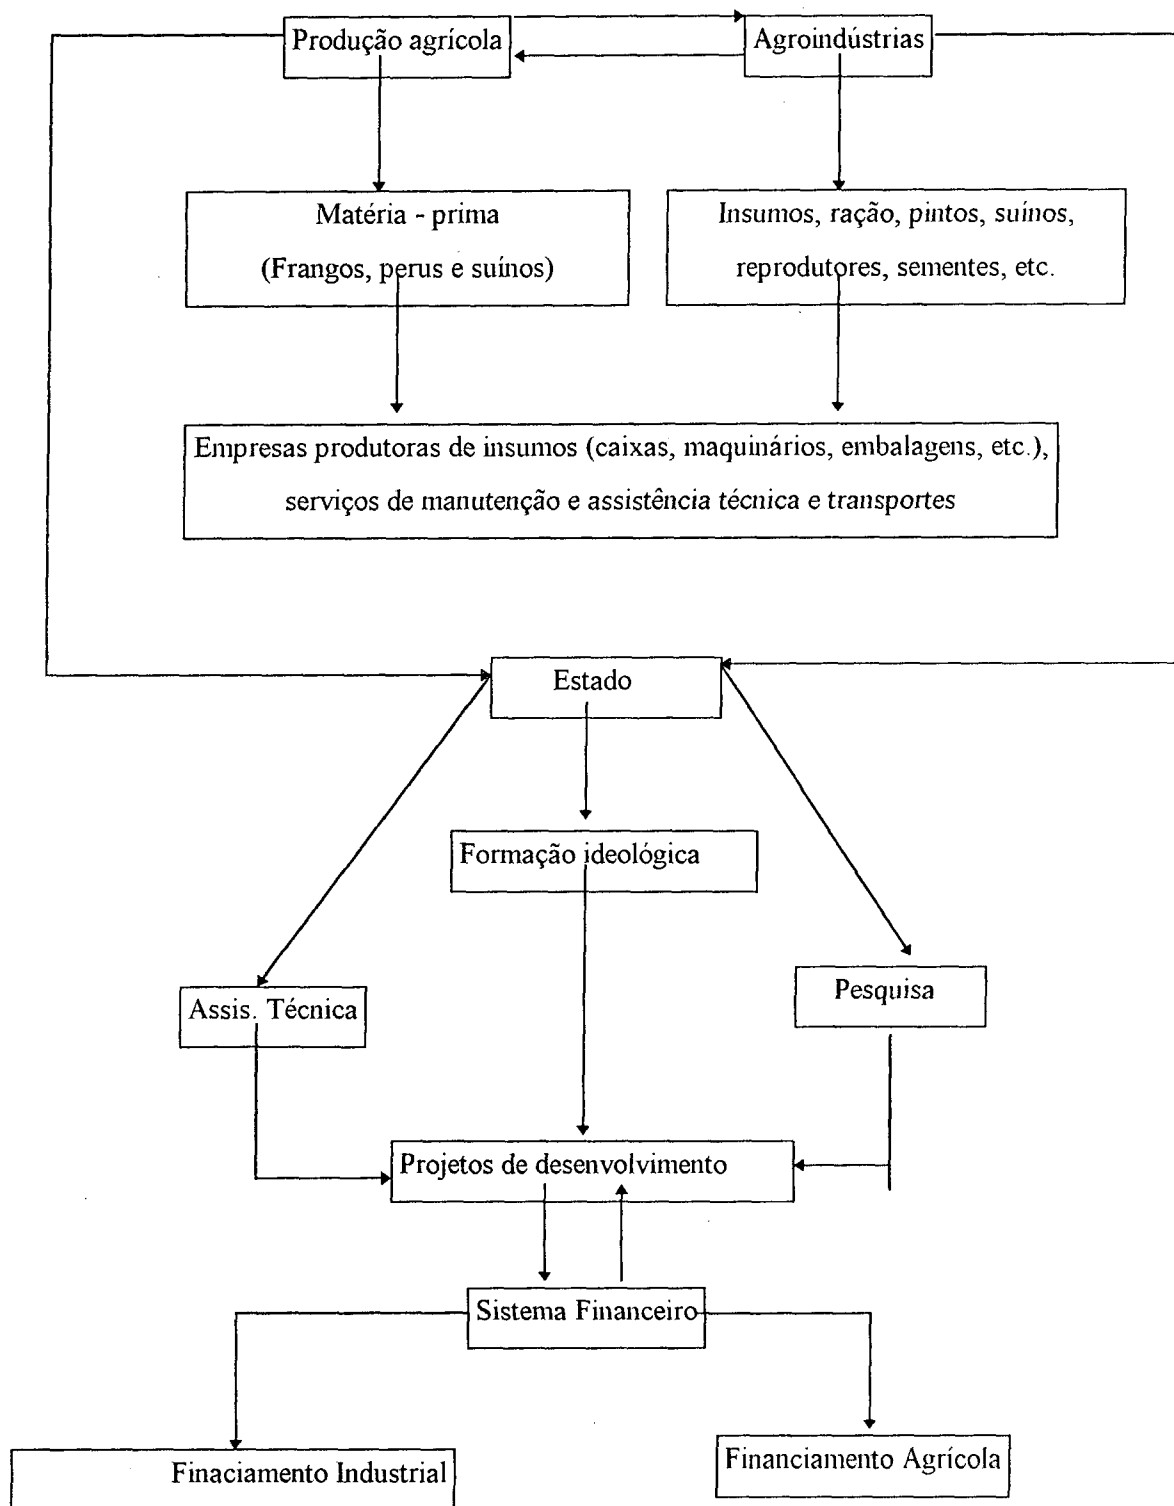 Produção agrícola
Agroindústrias
Matéria - prima
(Frangos, perus e suínos)
Insumos, ração, pintos, suínos,
reprodutores, sementes, etc.
Empresas produtoras de insumos (caixas, maquinários, embalagens, etc.),
serviços de manutenção e assistência técnica e transportes
Estado
Formação ideológica
Assis. Técnica
Pesquisa
Projetos de desenvolvimento
Sistema Financeiro
Finaciamento Industrial
Financiamento Agrícola